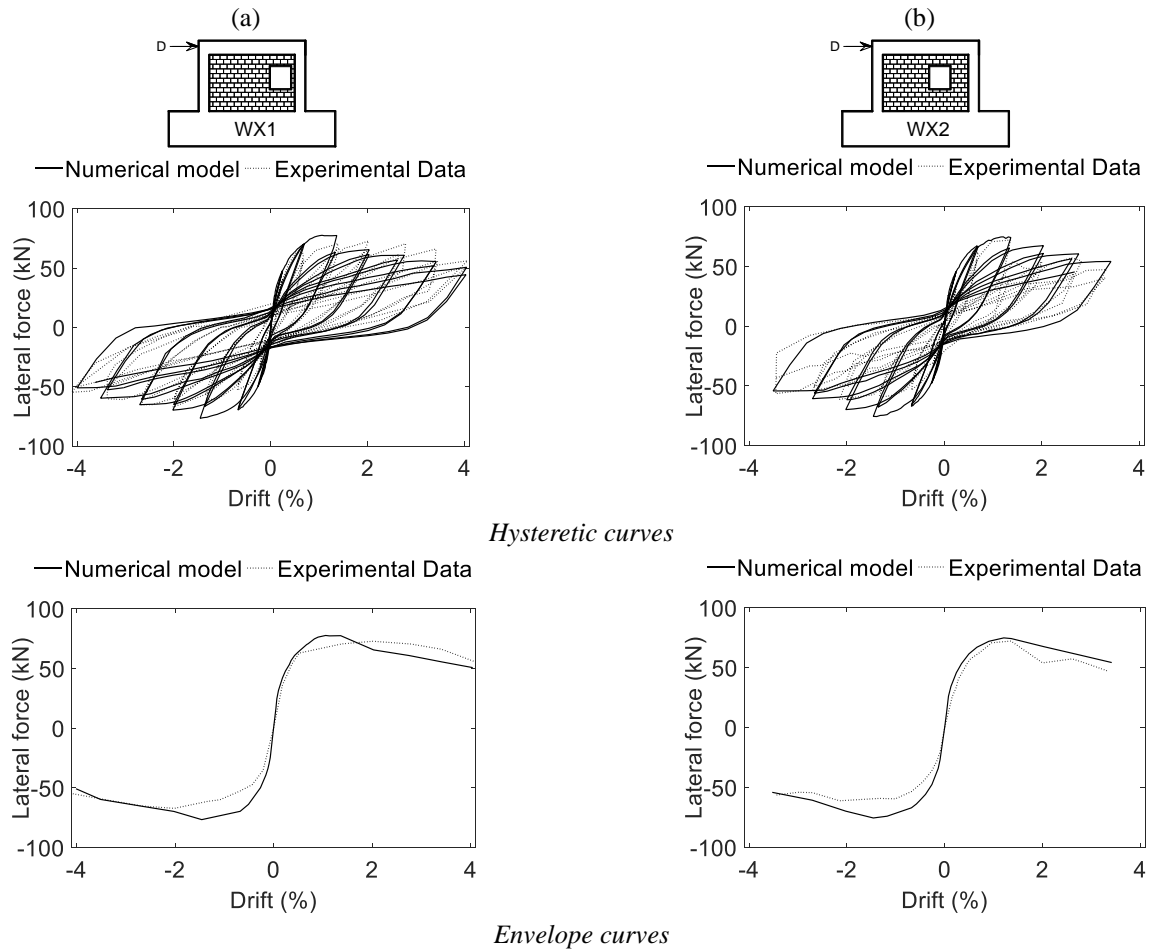 (a)
D
WX1
Numerical model Experimental Data
100
50
0
-50
-100
Lateral force (kN)
-4 -2 0 2 4
Drift (%)
(b)
D
WX2
Numerical model Experimental Data
100
50
0
-50
-100
Lateral force (kN)
-4 -2 0 2 4
Drift (%)
Hysteretic curves
Numerical model Experimental Data
100
50
0
-50
-100
Lateral force (kN)
-4 -2 0 2 4
Drift (%)
Numerical model Experimental Data
100
50
0
-50
-100
Lateral force (kN)
-4 -2 0 2 4
Drift (%)
Envelope curves